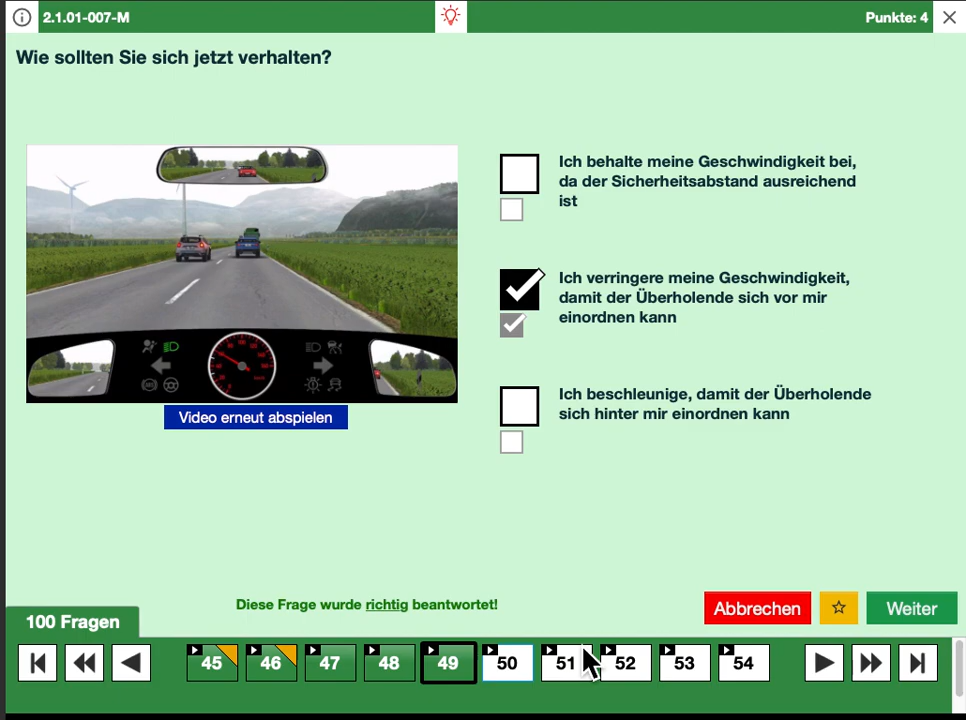 2.1.01-007-M
Punkte: 4
Wie sollten Sie sich jetzt verhalten?
Ich behalte meine Geschwindigkeit bei,
da der Sicherheitsabstand ausreichend
ist
Ich verringere meine Geschwindigkeit,
damit der Überholende sich vor mir
einordnen kann
Ich beschleunige, damit der Überholende
sich hinter mir einordnen kann
Video erneut abspielen
Diese Frage wurde richtig beantwortet!
Abbrechen
Weiter
100 Fragen
45 46 47 48 49 50 51 52 53 54